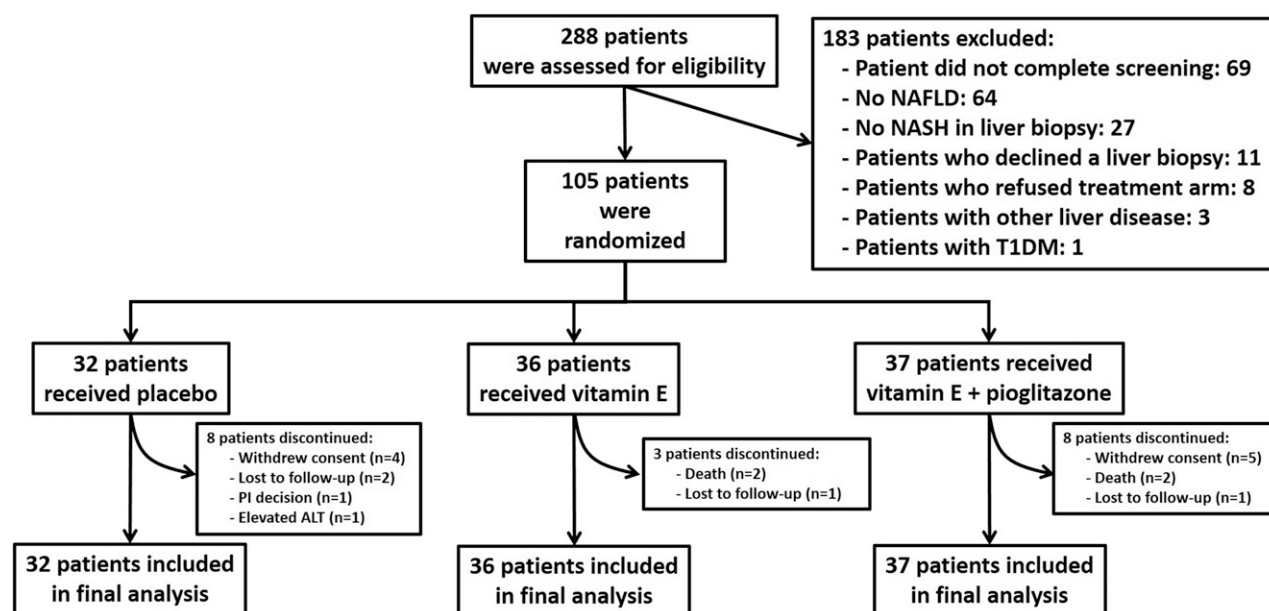 288 patients
were assessed for eligibility
183 patients excluded:
- Patient did not complete screening: 69
- No NAFLD: 64
- No NASH in liver biopsy: 27
- Patients who declined a liver biopsy: 11
- Patients who refused treatment arm: 8
- Patients with other liver disease: 3
- Patients with T1DM: 1
105 patients
were
randomized
32 patients
received placebo
36 patients
received vitamin E
37 patients received
vitamin E + pioglitazone
8 patients discontinued:
- Withdrew consent (n=4)
- Lost to follow-up (n=2)
- PI decision (n=1)
- Elevated ALT (n=1)
3 patients discontinued:
- Death (n=2)
- Lost to follow-up (n=1)
8 patients discontinued:
- Withdrew consent (n=5)
- Death (n=2)
- Lost to follow-up (n=1)
32 patients included
in final analysis
36 patients included
in final analysis
37 patients included
in final analysis